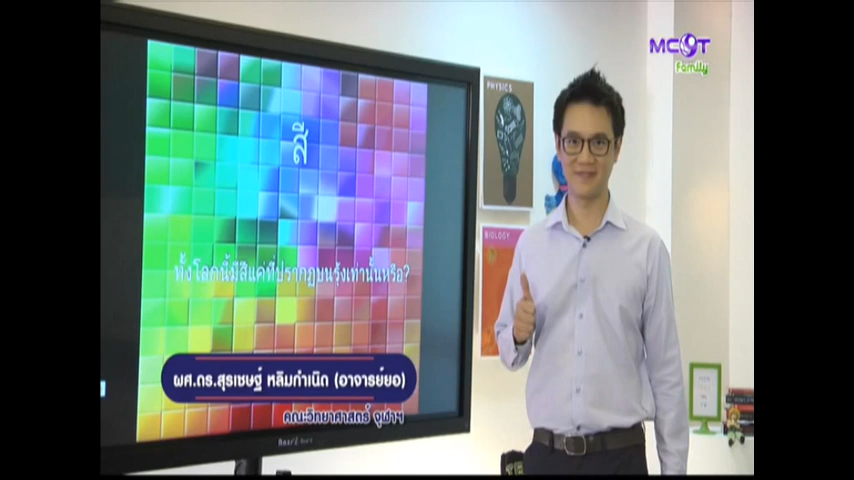 MCOT
family
PHYSICS
สี
BIOLOGY
ทั้งโลกนี้มีสีแค่ที่ปรากฏบนรุ้งเท่านั้นหรือ?
ผศ.ดร.สุรเชษฐ์ หลิมกำเนิด (อาจารย์ยอ)
คณะวิทยาศาสตร์ จุฬาฯ